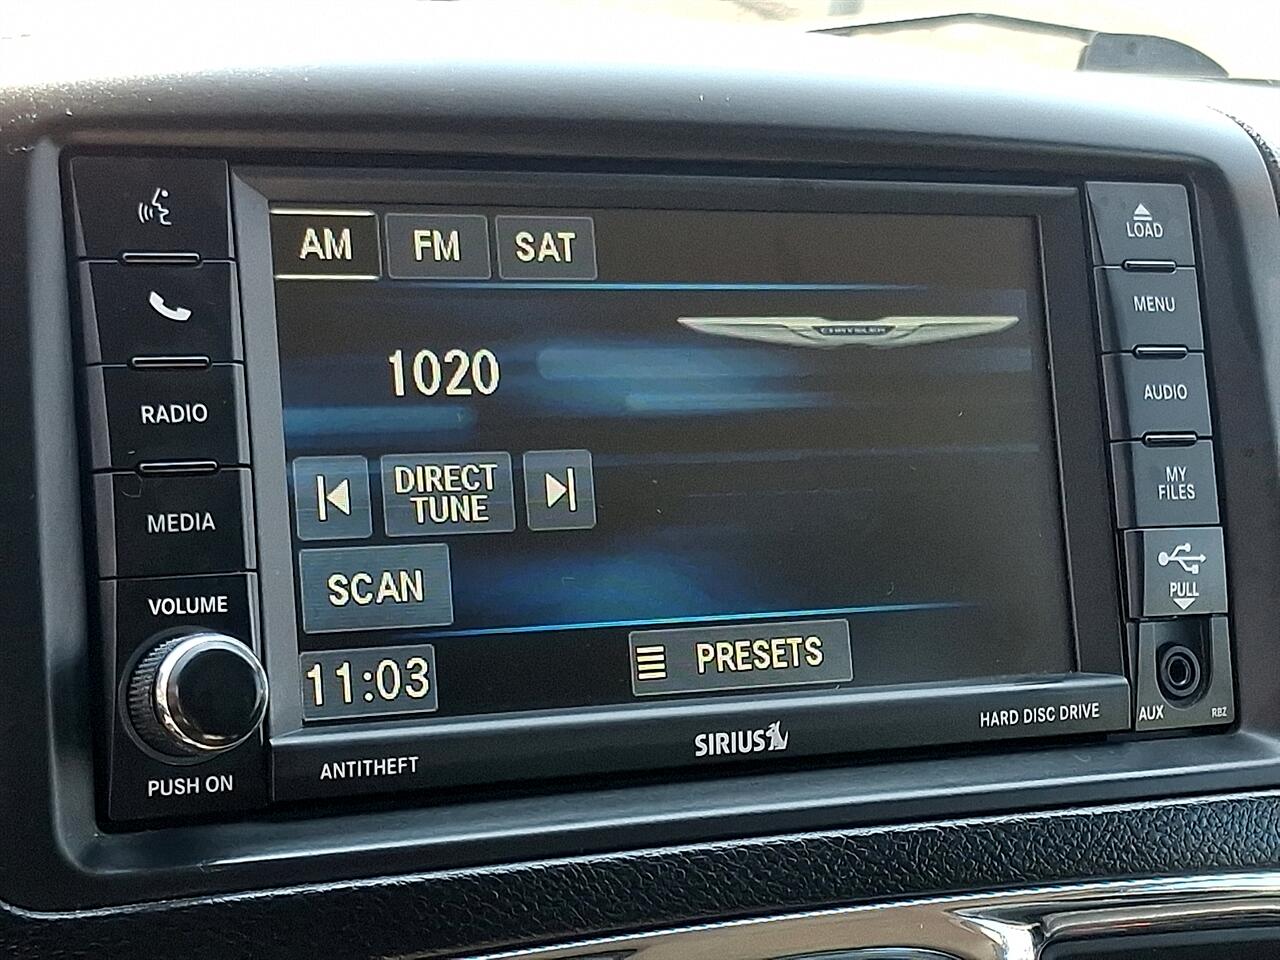 AM
FM
SAT
CHRYSLER
1020
DIRECT
TUNE
SCAN
11:03
PRESETS
RADIO
MEDIA
VOLUME
PUSH ON
LOAD
MENU
AUDIO
MY
FILES
PULL
AUX
RBZ
ANTITHEFT
SIRIUS
HARD DISC DRIVE